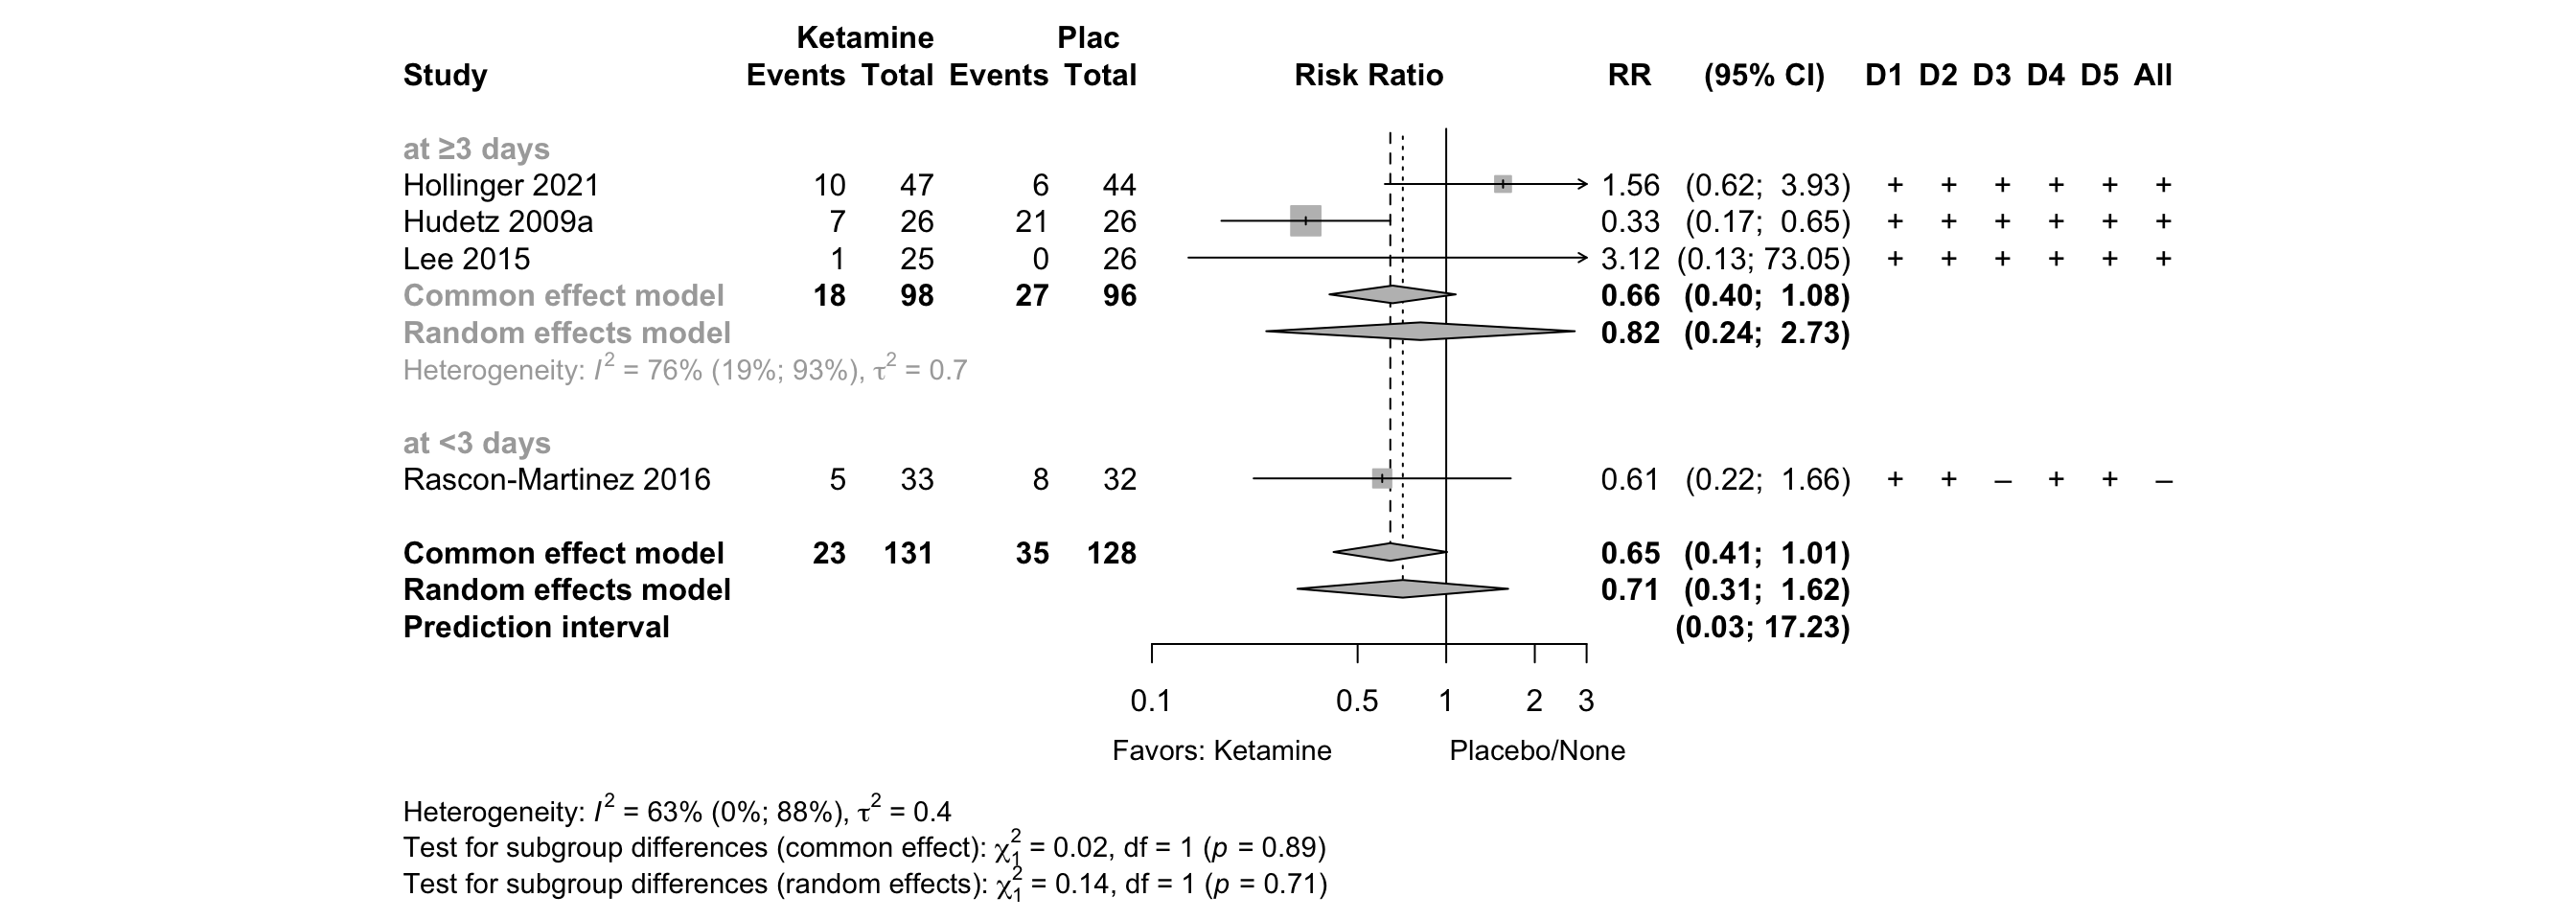 Ketamine Plac
Study Events Total Events Total Risk Ratio RR (95% CI) D1 D2 D3 D4 D5 All
at ≥3 days
Hollinger 2021 10 47 6 44 1.56 (0.62; 3.93) + + + + + +
Hudetz 2009a 7 26 21 26 0.33 (0.17; 0.65) + + + + + +
Lee 2015 1 25 0 26 3.12 (0.13; 73.05) + + + + + +
Common effect model 18 98 27 96 0.66 (0.40; 1.08)
Random effects model 0.82 (0.24; 2.73)
Heterogeneity: I² = 76% (19%; 93%), τ² = 0.7
at <3 days
Rascon-Martinez 2016 5 33 8 32 0.61 (0.22; 1.66) + + – + + –
Common effect model 23 131 35 128 0.65 (0.41; 1.01)
Random effects model 0.71 (0.31; 1.62)
Prediction interval (0.03; 17.23)
0.1 0.5 1 2 3
Favors: Ketamine Placebo/None
Heterogeneity: I² = 63% (0%; 88%), τ² = 0.4
Test for subgroup differences (common effect): χ²₁ = 0.02, df = 1 (p = 0.89)
Test for subgroup differences (random effects): χ²₁ = 0.14, df = 1 (p = 0.71)